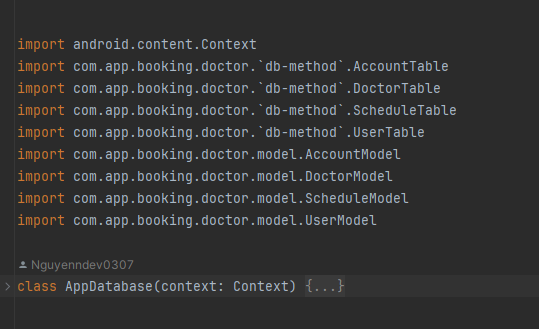 import android.content.Context
import com.app.booking.doctor.`db-method`.AccountTable
import com.app.booking.doctor.`db-method`.DoctorTable
import com.app.booking.doctor.`db-method`.ScheduleTable
import com.app.booking.doctor.`db-method`.UserTable
import com.app.booking.doctor.model.AccountModel
import com.app.booking.doctor.model.DoctorModel
import com.app.booking.doctor.model.ScheduleModel
import com.app.booking.doctor.model.UserModel
Nguyenndev0307
class AppDatabase(context: Context) {...}